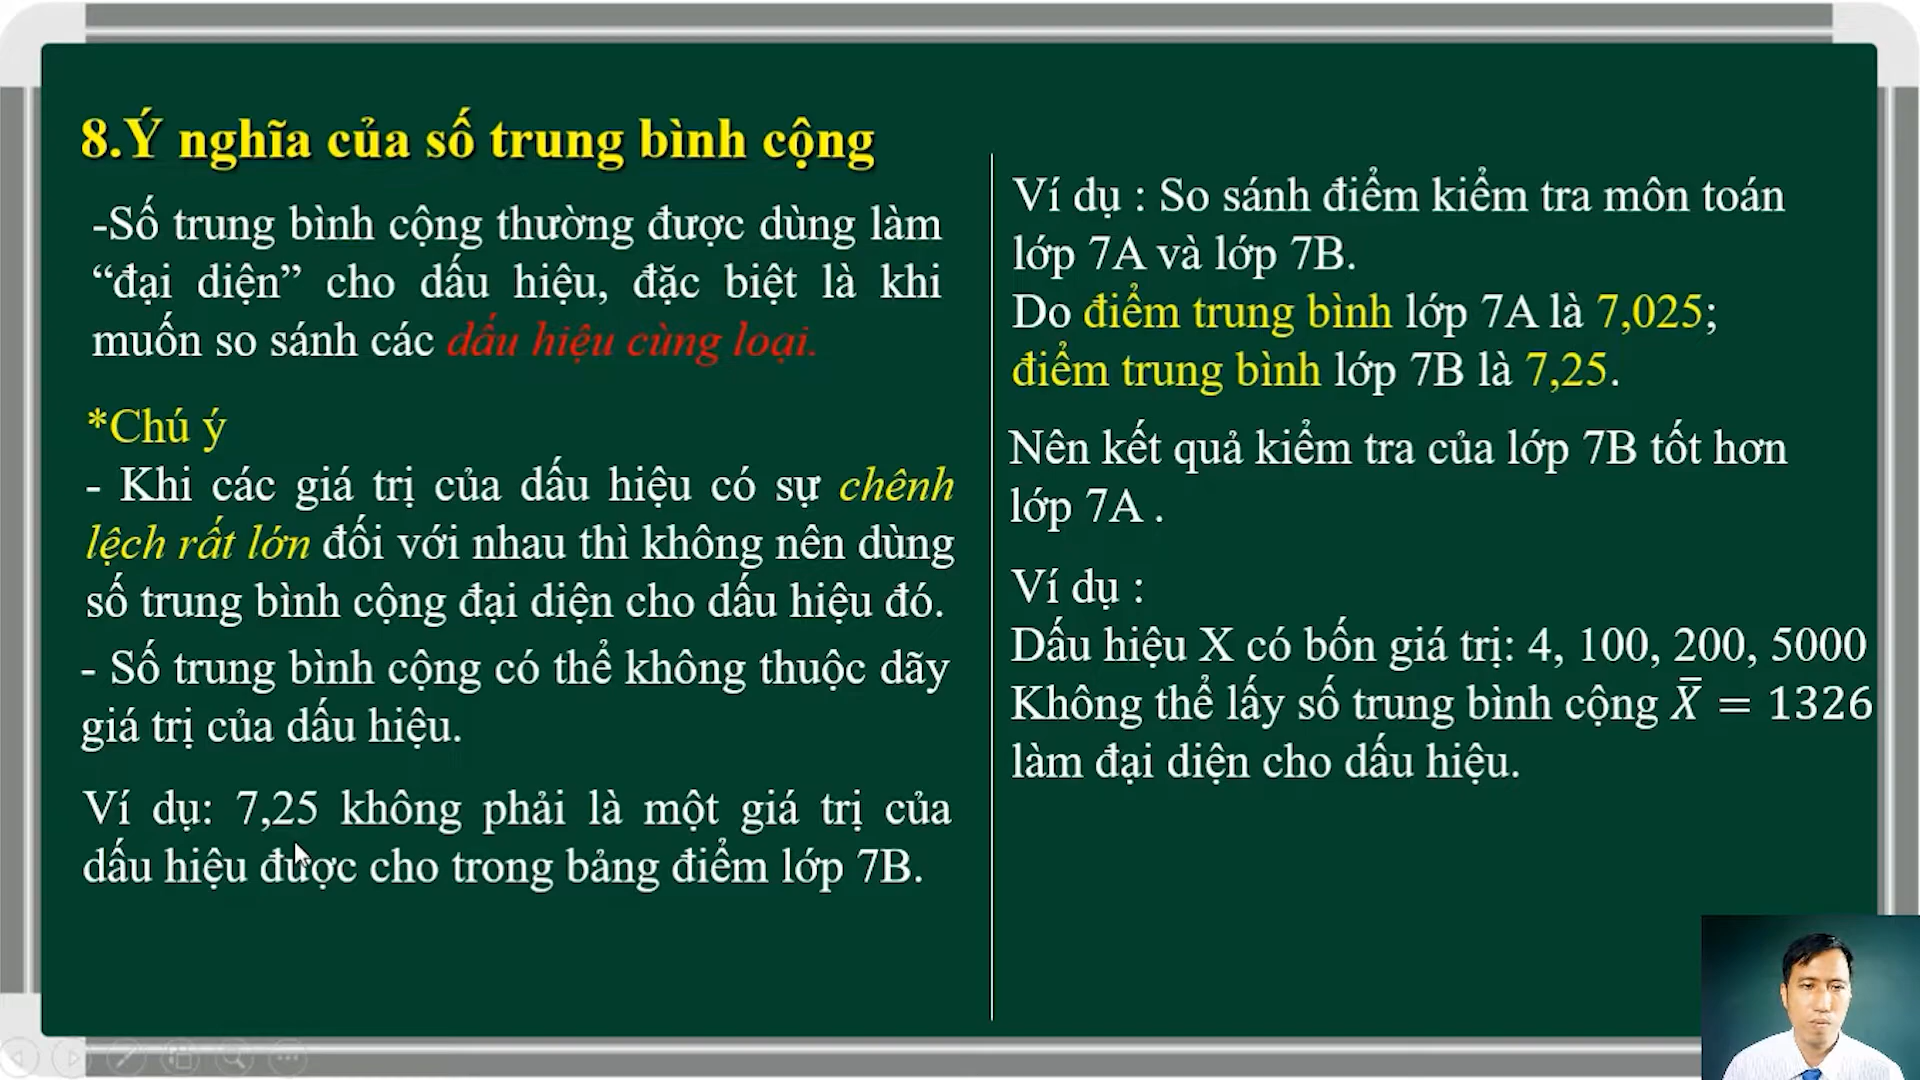 8.Ý nghĩa của số trung bình cộng
-Số trung bình cộng thường được dùng làm
“đại diện” cho dấu hiệu, đặc biệt là khi
muốn so sánh các dấu hiệu cùng loại.
*Chú ý
- Khi các giá trị của dấu hiệu có sự chênh
lệch rất lớn đối với nhau thì không nên dùng
số trung bình cộng đại diện cho dấu hiệu đó.
- Số trung bình cộng có thể không thuộc dãy
giá trị của dấu hiệu.
Ví dụ: 7,25 không phải là một giá trị của
dấu hiệu được cho trong bảng điểm lớp 7B.
Ví dụ : So sánh điểm kiểm tra môn toán
lớp 7A và lớp 7B.
Do điểm trung bình lớp 7A là 7,025;
điểm trung bình lớp 7B là 7,25.
Nên kết quả kiểm tra của lớp 7B tốt hơn
lớp 7A .
Ví dụ :
Dấu hiệu X có bốn giá trị: 4, 100, 200, 5000
Không thể lấy số trung bình cộng X̄ = 1326
làm đại diện cho dấu hiệu.